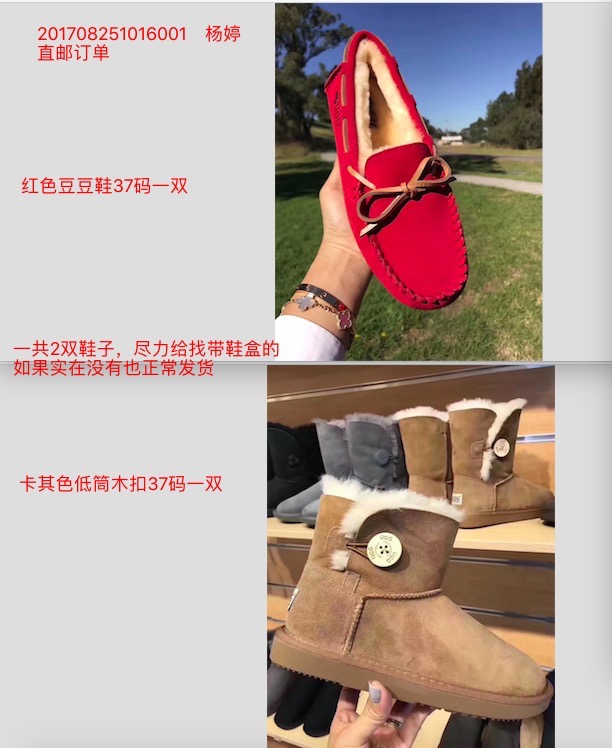 201708251016001 杨婷
直邮订单
红色豆豆鞋37码一双
一共2双鞋子，尽力给找带鞋盒的
如果实在没有也正常发货
卡其色低筒木扣37码一双